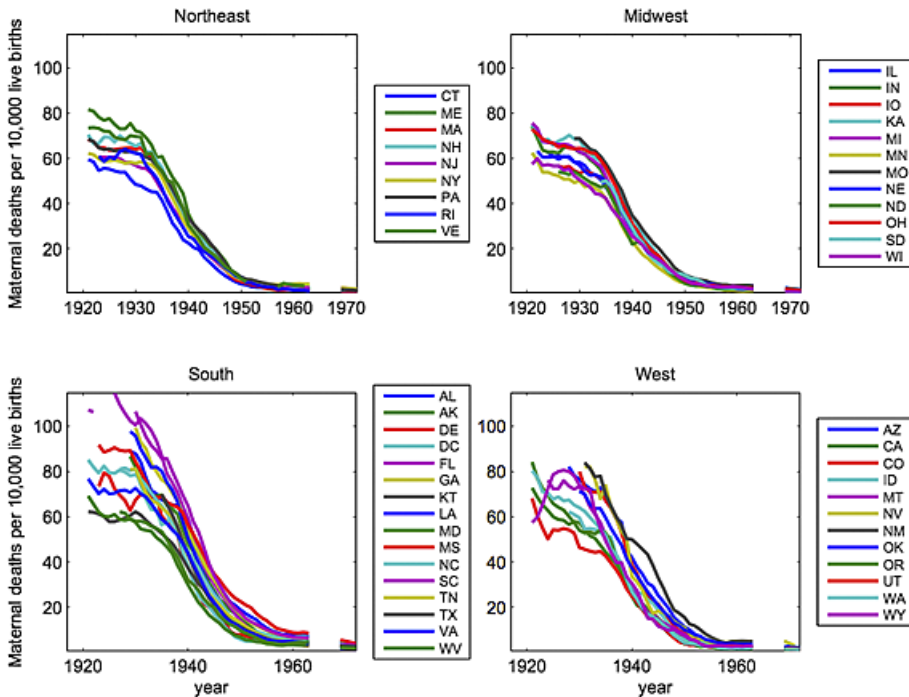 Northeast
Maternal deaths per 10,000 live births
100
80
60
40
20
1920 1930 1940 1950 1960 1970
CT
ME
MA
NH
NJ
NY
PA
RI
VE
Midwest
100
80
60
40
20
1920 1930 1940 1950 1960 1970
IL
IN
IO
KA
MI
MN
MO
NE
ND
OH
SD
WI
South
Maternal deaths per 10,000 live births
100
80
60
40
20
1920 1940 1960
year
AL
AK
DE
DC
FL
GA
KT
LA
MD
MS
NC
SC
TN
TX
VA
WV
West
100
80
60
40
20
1920 1940 1960
year
AZ
CA
CO
ID
MT
NV
NM
OK
OR
UT
WA
WY